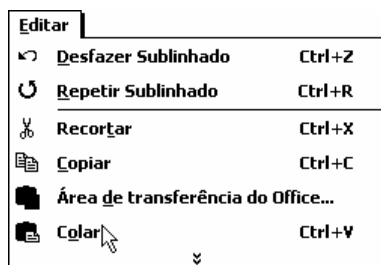 Editar
Desfazer Sublinhado Ctrl+Z
Repetir Sublinhado Ctrl+R
Recortar Ctrl+X
Copiar Ctrl+C
Área de transferência do Office...
Colar Ctrl+V